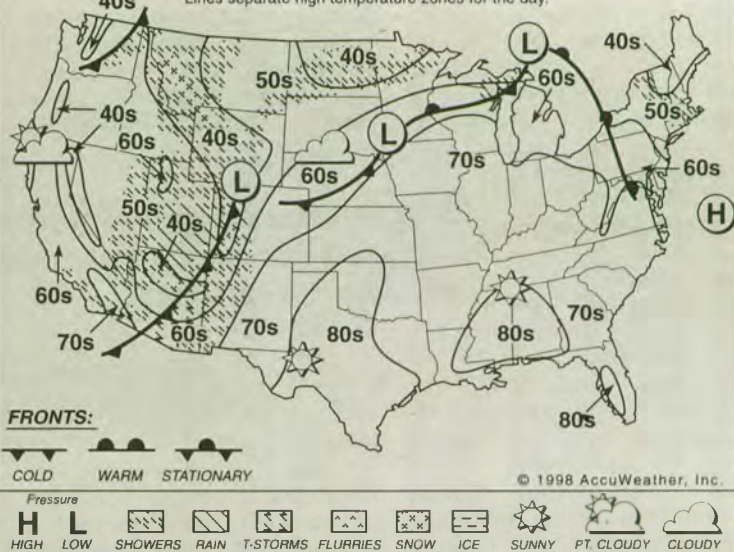 Lines separate high temperature zones for the day.
40s
L
40s
40s
50s
60s
40s
L
50s
60s
40s
60s
70s
60s
L
50s
H
40s
60s
70s
60s
70s
80s
80s
70s
80s
FRONTS:
COLD WARM STATIONARY
© 1998 AccuWeather, Inc.
Pressure
H L
HIGH LOW SHOWERS RAIN T-STORMS FLURRIES SNOW ICE SUNNY PT. CLOUDY CLOUDY